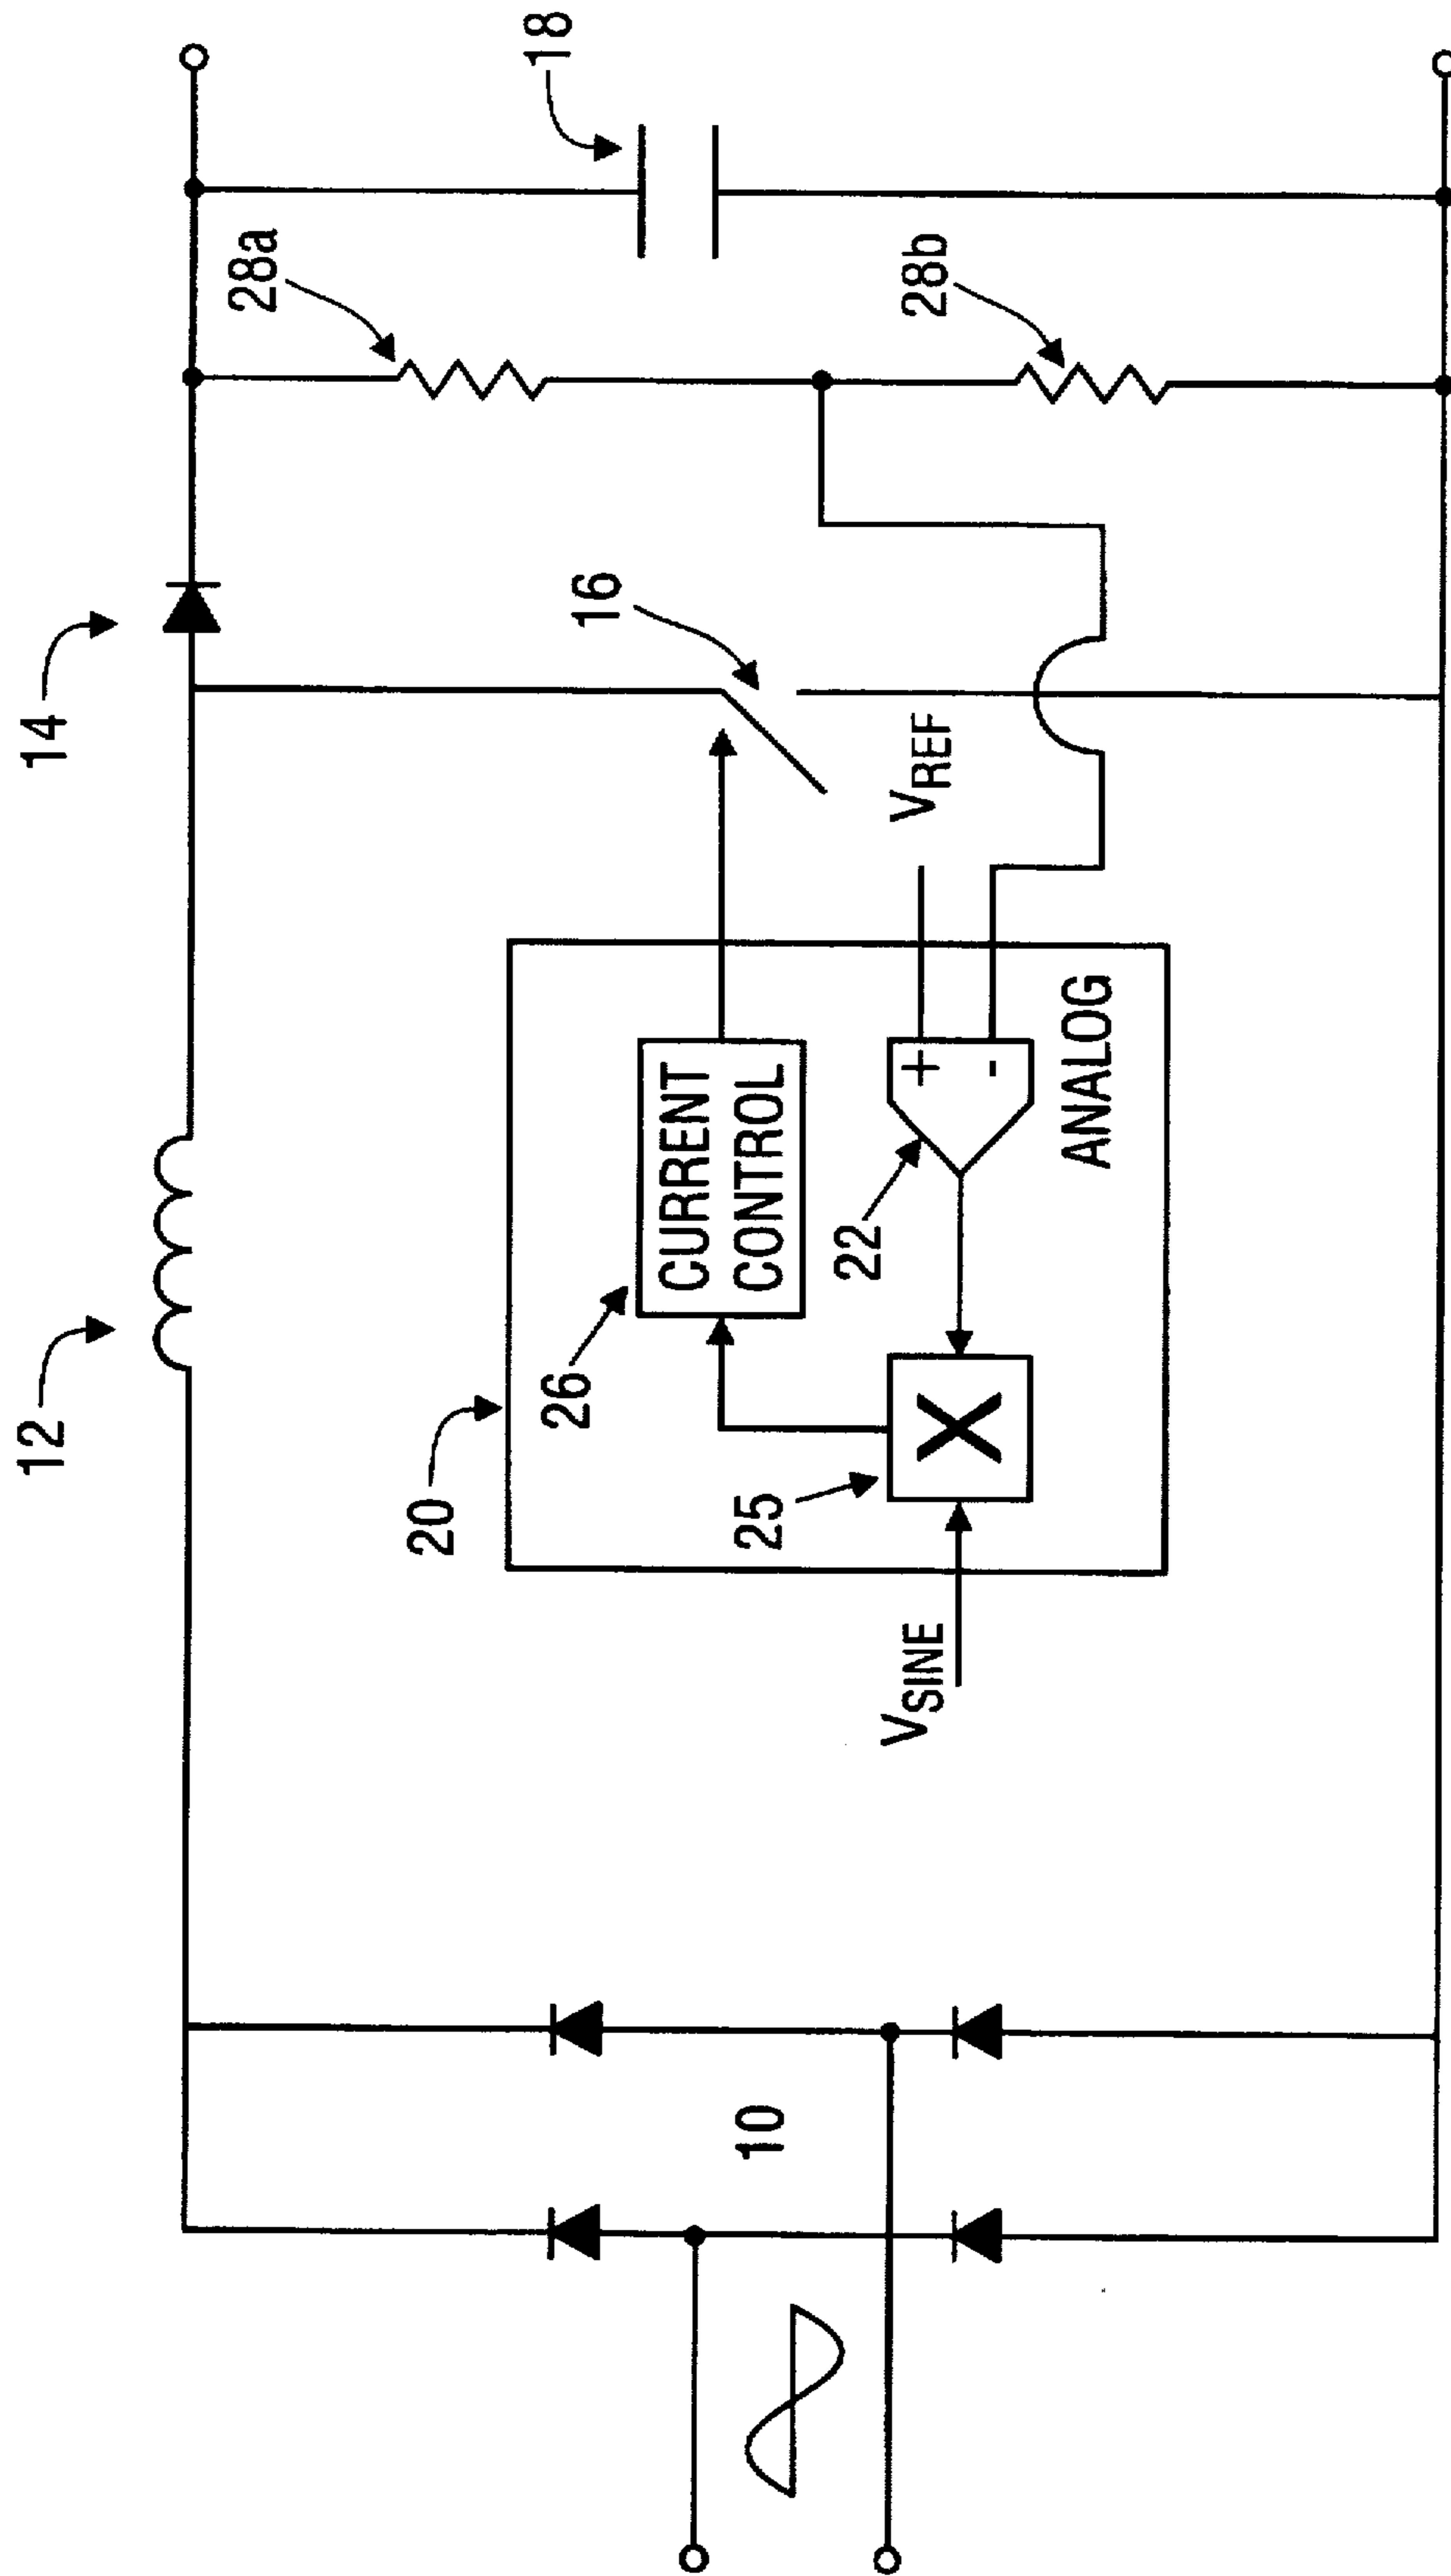 12
14
18
28a
28b
16
20
26
CURRENT
CONTROL
VREF
22
25
ANALOG
VSINE
10
X
+
-